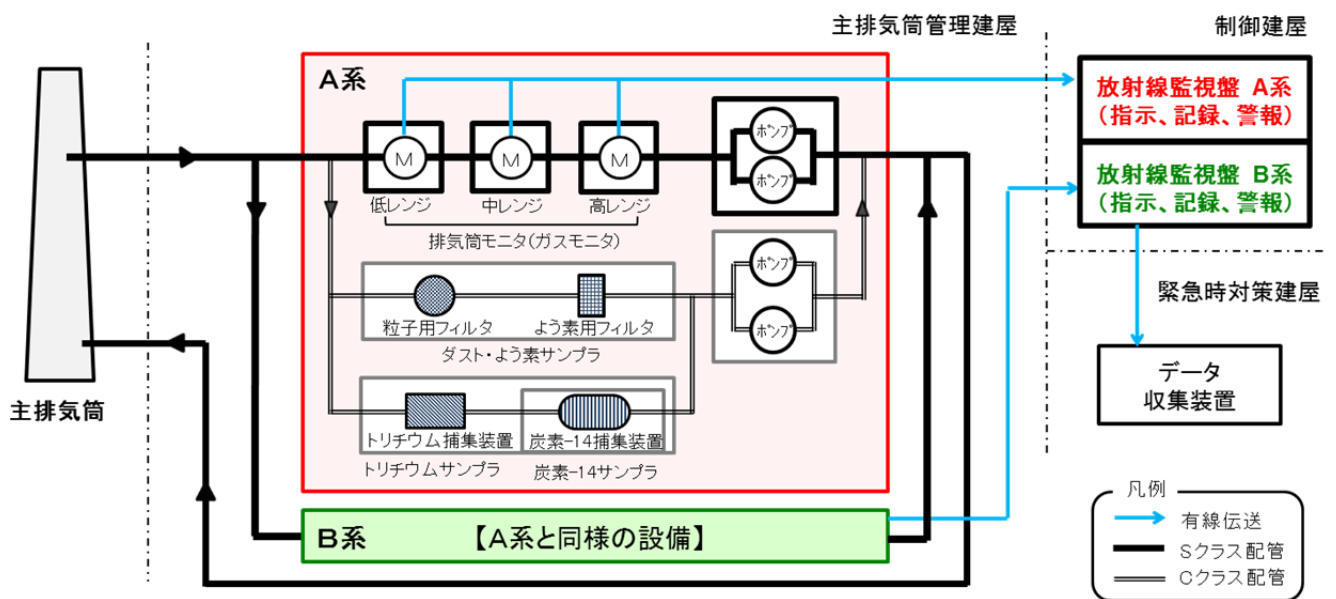 主排気筒管理建屋
制御建屋
A系
放射線監視盤 A系
(指示、記録、警報)
放射線監視盤 B系
(指示、記録、警報)
M
M
M
ポンプ
ポンプ
低レンジ
中レンジ
高レンジ
排気筒モニタ(ガスモニタ)
ポンプ
ポンプ
粒子用フィルタ
よう素用フィルタ
ダスト・よう素サンプラ
トリチウム捕集装置
炭素-14捕集装置
トリチウムサンプラ
炭素-14サンプラ
主排気筒
緊急時対策建屋
データ
収集装置
B系 【A系と同様の設備】
凡例
有線伝送
Sクラス配管
Cクラス配管